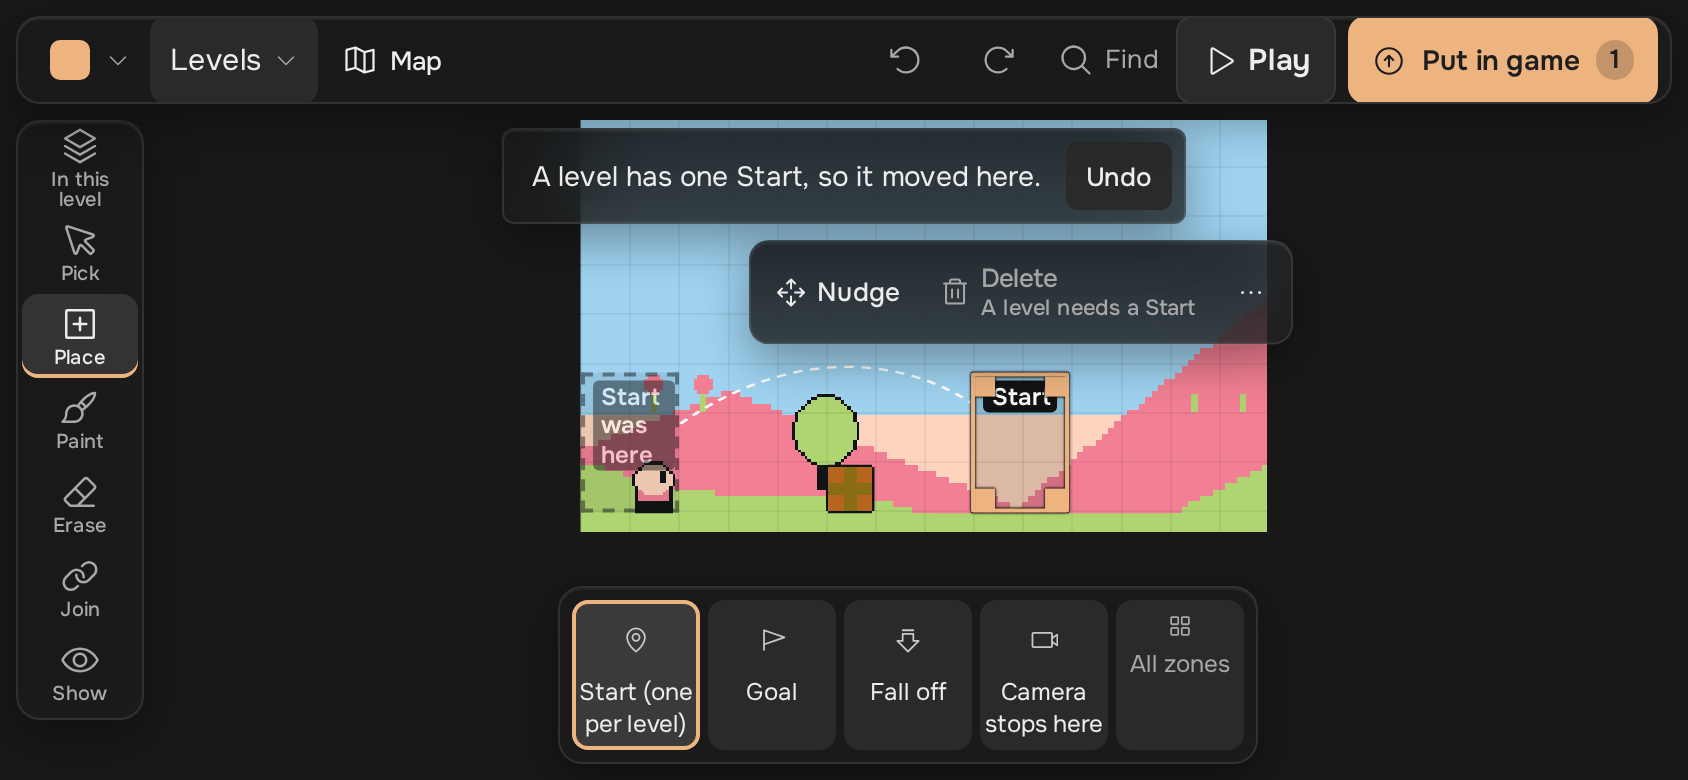 Levels
Map
Find
Play
Put in game
1
In this
level
Pick
Place
Paint
Erase
Join
Show
A level has one Start, so it moved here.
Undo
Nudge
Delete
A level needs a Start
...
Start
was
here
Start
Start (one
per level)
Goal
Fall off
Camera
stops here
All zones